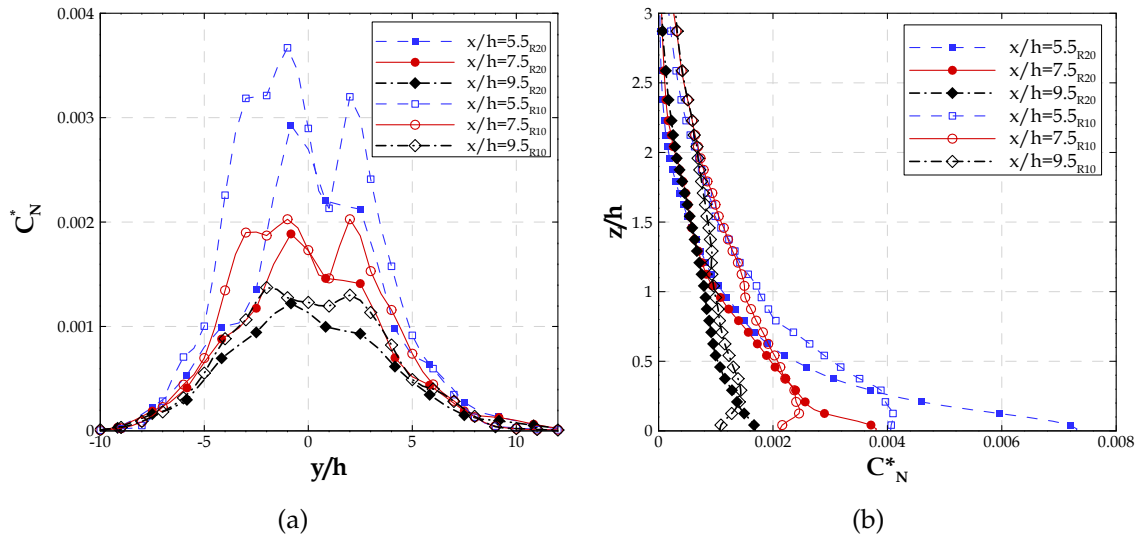 0.004
0.003
0.002
0.001
0
C*N
-10
-5
0
5
10
y/h
x/h=5.5R20
x/h=7.5R20
x/h=9.5R20
x/h=5.5R10
x/h=7.5R10
x/h=9.5R10
(a)
3
2.5
2
1.5
1
0.5
0
z/h
0
0.002
0.004
0.006
0.008
C*N
x/h=5.5R20
x/h=7.5R20
x/h=9.5R20
x/h=5.5R10
x/h=7.5R10
x/h=9.5R10
(b)